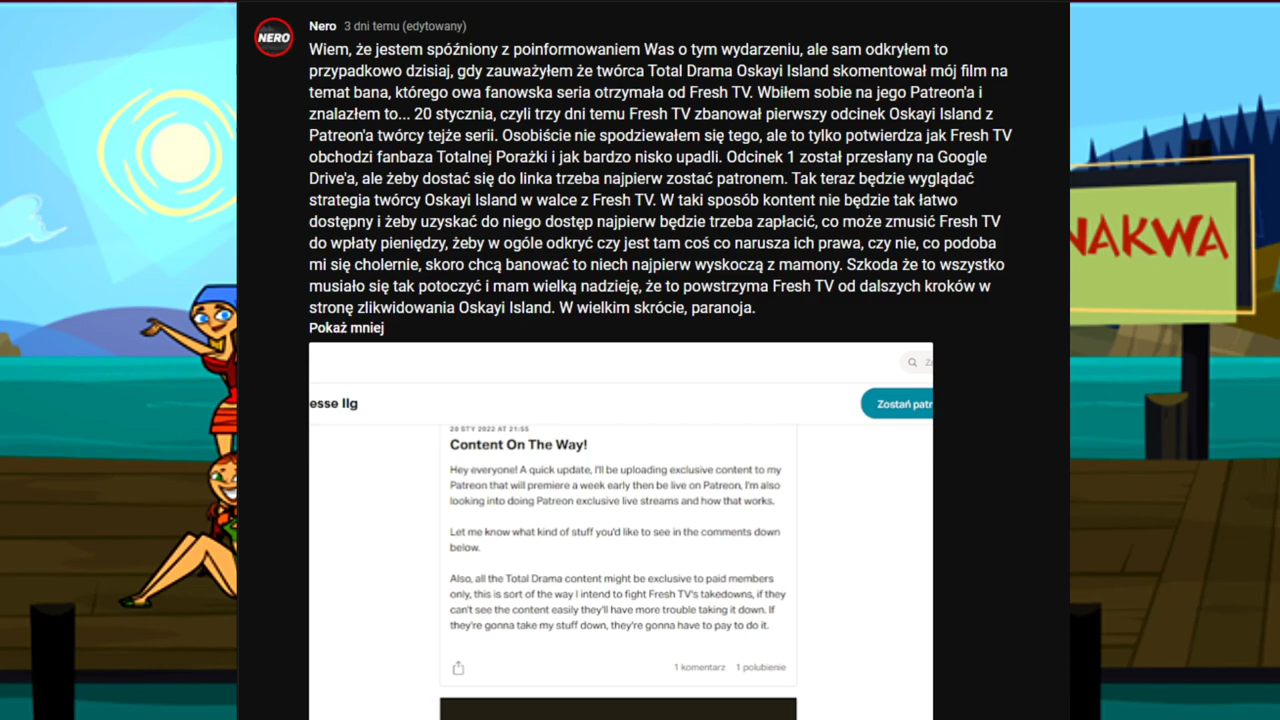 NERO
Nero 3 dni temu (edytowany)
Wiem, że jestem spóźniony z poinformowaniem Was o tym wydarzeniu, ale sam odkryłem to
przypadkowo dzisiaj, gdy zauważyłem że twórca Total Drama Oskayi Island skomentował mój film na
temat bana, którego owa fanowska seria otrzymała od Fresh TV. Wbiłem sobie na jego Patreon'a i
znalazłem to... 20 stycznia, czyli trzy dni temu Fresh TV zbanował pierwszy odcinek Oskayi Island z
Patreon'a twórcy tejże serii. Osobiście nie spodziewałem się tego, ale to tylko potwierdza jak Fresh TV
obchodzi fanbaza Totalnej Porażki i jak bardzo nisko upadli. Odcinek 1 został przesłany na Google
Drive'a, ale żeby dostać się do linka trzeba najpierw zostać patronem. Tak teraz będzie wyglądać
strategia twórcy Oskayi Island w walce z Fresh TV. W taki sposób kontent nie będzie tak łatwo
dostępny i żeby uzyskać do niego dostęp najpierw będzie trzeba zapłacić, co może zmusić Fresh TV
do wpłaty pieniędzy, żeby w ogóle odkryć czy jest tam coś co narusza ich prawa, czy nie, co podoba
mi się cholernie, skoro chcą banować to niech najpierw wyskoczą z mamony. Szkoda że to wszystko
musiało się tak potoczyć i mam wielką nadzieję, że to powstrzyma Fresh TV od dalszych kroków w
stronę zlikwidowania Oskayi Island. W wielkim skrócie, paranoja.
Pokaż mniej
NAKWA
esse Ilg
Zostań patr
20 STY 2022 AT 21:55
Content On The Way!
Hey everyone! A quick update, I'll be uploading exclusive content to my
Patreon that will premiere a week early then be live on Patreon, I'm also
looking into doing Patreon exclusive live streams and how that works.
Let me know what kind of stuff you'd like to see in the comments down
below.
Also, all the Total Drama content might be exclusive to paid members
only, this is sort of the way I intend to fight Fresh TV's takedowns, if they
can't see the content easily they'll have more trouble taking it down. If
they're gonna take my stuff down, they're gonna have to pay to do it.
1 komentarz 1 polubienie